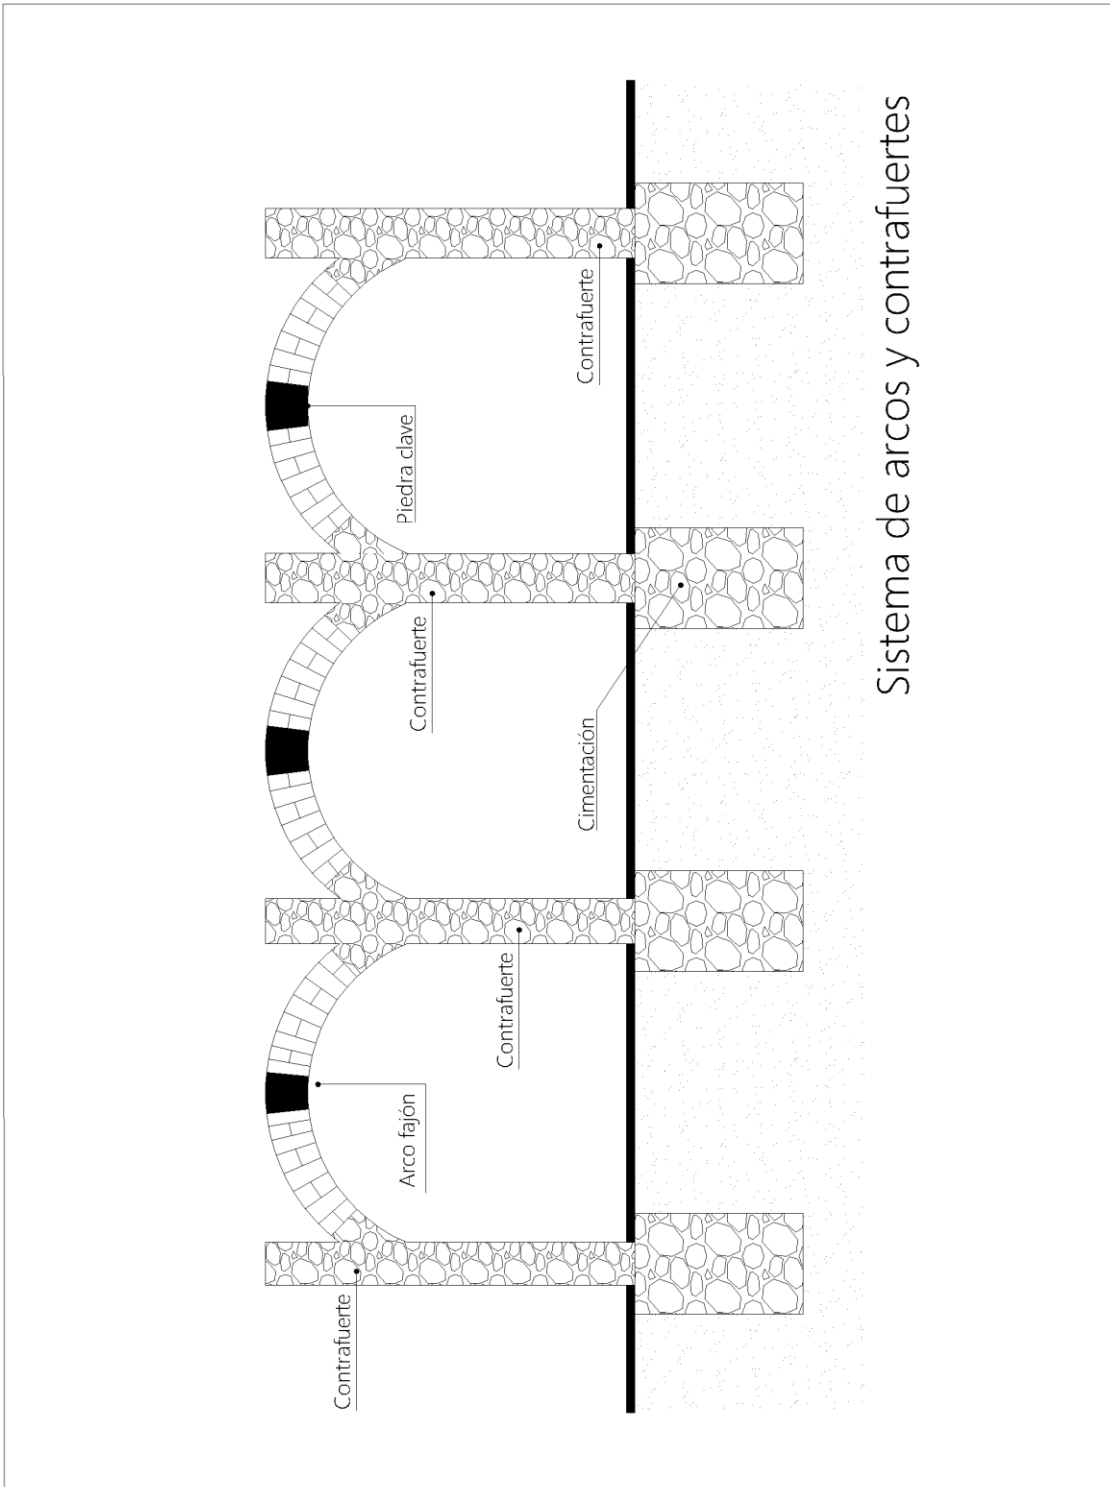 Contrafuerte
Arco fajón
Contrafuerte
Contrafuerte
Piedra clave
Cimentación
Contrafuerte
Sistema de arcos y contrafuertes